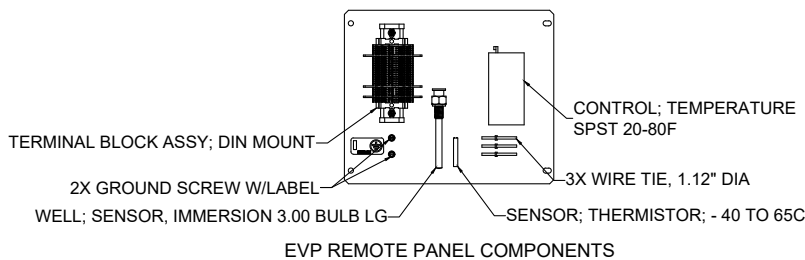 TERMINAL BLOCK ASSY; DIN MOUNT
2X GROUND SCREW W/LABEL
WELL; SENSOR, IMMERSION 3.00 BULB LG
CONTROL; TEMPERATURE
SPST 20-80F
3X WIRE TIE, 1.12" DIA
SENSOR; THERMISTOR; - 40 TO 65C
EVP REMOTE PANEL COMPONENTS